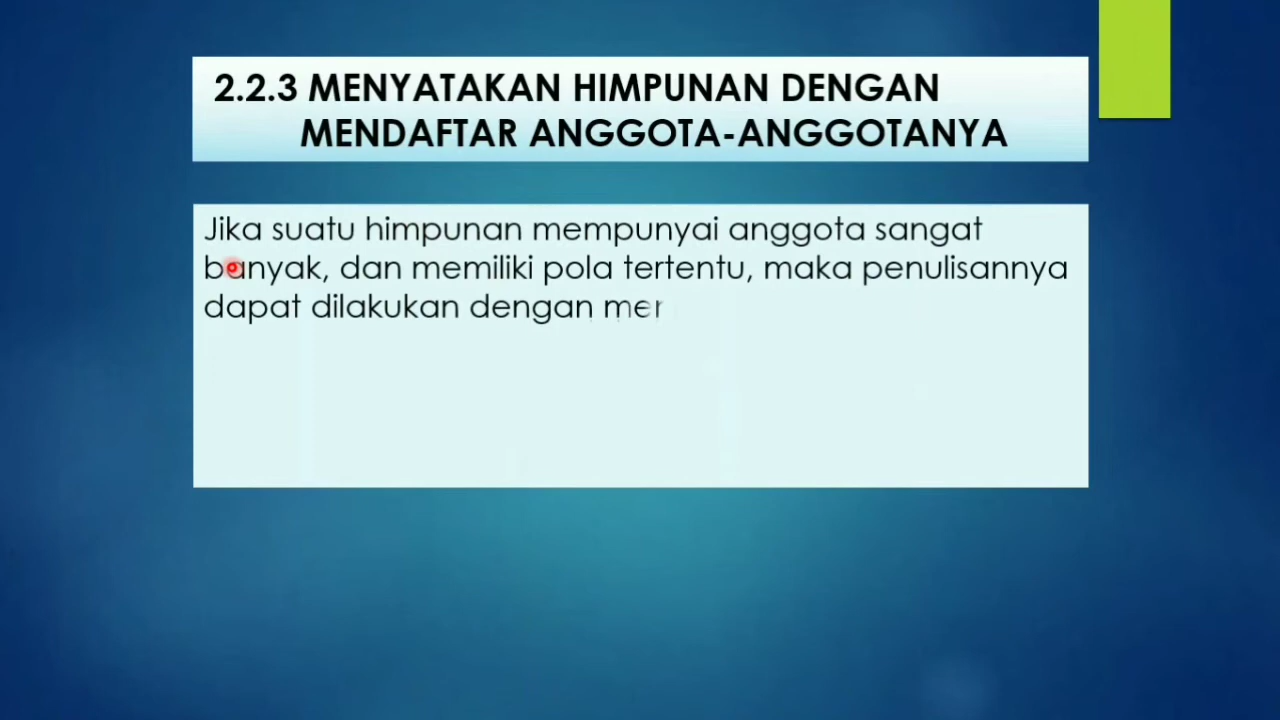 2.2.3 MENYATAKAN HIMPUNAN DENGAN
MENDAFTAR ANGGOTA-ANGGOTANYA
Jika suatu himpunan mempunyai anggota sangat
banyak, dan memiliki pola tertentu, maka penulisannya
dapat dilakukan dengan mer